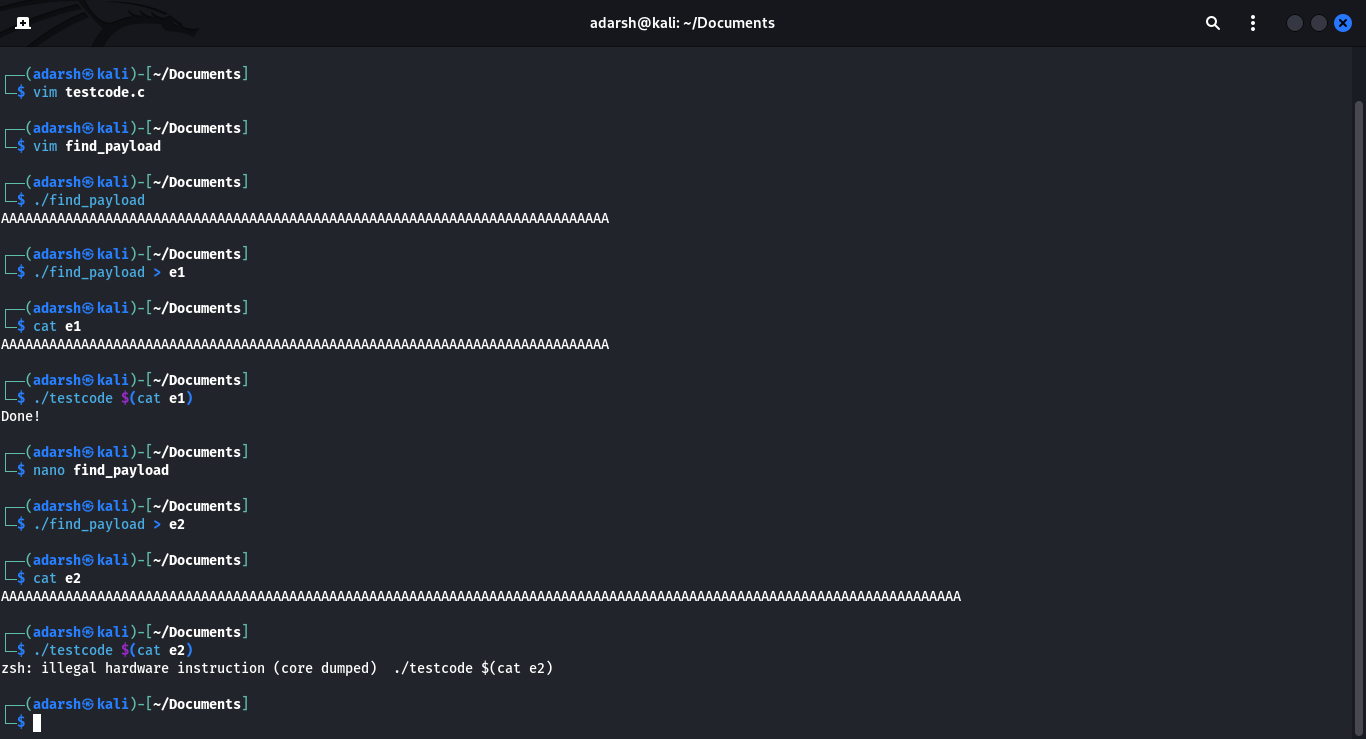 adarsh@kali: ~/Documents
┌──(adarsh㉿kali)-[~/Documents]
└─$ vim testcode.c
┌──(adarsh㉿kali)-[~/Documents]
└─$ vim find_payload
┌──(adarsh㉿kali)-[~/Documents]
└─$ ./find_payload
AAAAAAAAAAAAAAAAAAAAAAAAAAAAAAAAAAAAAAAAAAAAAAAAAAAAAAAAAAAAAAAAAAAAAAAAAAAA
┌──(adarsh㉿kali)-[~/Documents]
└─$ ./find_payload > e1
┌──(adarsh㉿kali)-[~/Documents]
└─$ cat e1
AAAAAAAAAAAAAAAAAAAAAAAAAAAAAAAAAAAAAAAAAAAAAAAAAAAAAAAAAAAAAAAAAAAAAAAAAAAA
┌──(adarsh㉿kali)-[~/Documents]
└─$ ./testcode $(cat e1)
Done!
┌──(adarsh㉿kali)-[~/Documents]
└─$ nano find_payload
┌──(adarsh㉿kali)-[~/Documents]
└─$ ./find_payload > e2
┌──(adarsh㉿kali)-[~/Documents]
└─$ cat e2
AAAAAAAAAAAAAAAAAAAAAAAAAAAAAAAAAAAAAAAAAAAAAAAAAAAAAAAAAAAAAAAAAAAAAAAAAAAAAAAAAAAAAAAAAAAAAAAAAAAAAAAAAAAAAAAAAAAAAAAA
┌──(adarsh㉿kali)-[~/Documents]
└─$ ./testcode $(cat e2)
zsh: illegal hardware instruction (core dumped)  ./testcode $(cat e2)
┌──(adarsh㉿kali)-[~/Documents]
└─$